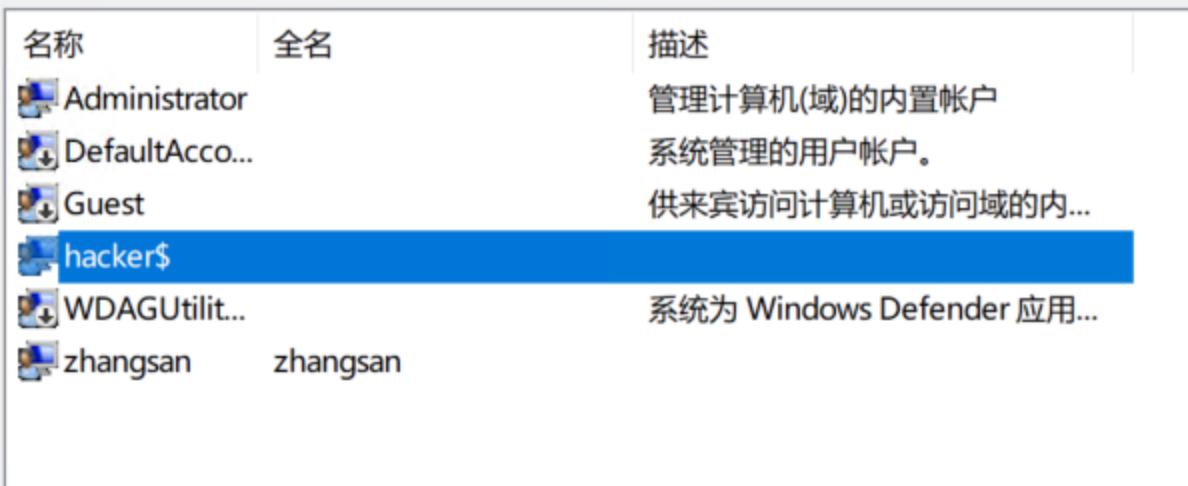 名称 全名 描述
Administrator 管理计算机(域)的内置帐户
DefaultAcco... 系统管理的用户帐户。
Guest 供来宾访问计算机或访问域的内...
hacker$
WDAGUtilit... 系统为 Windows Defender 应用...
zhangsan zhangsan